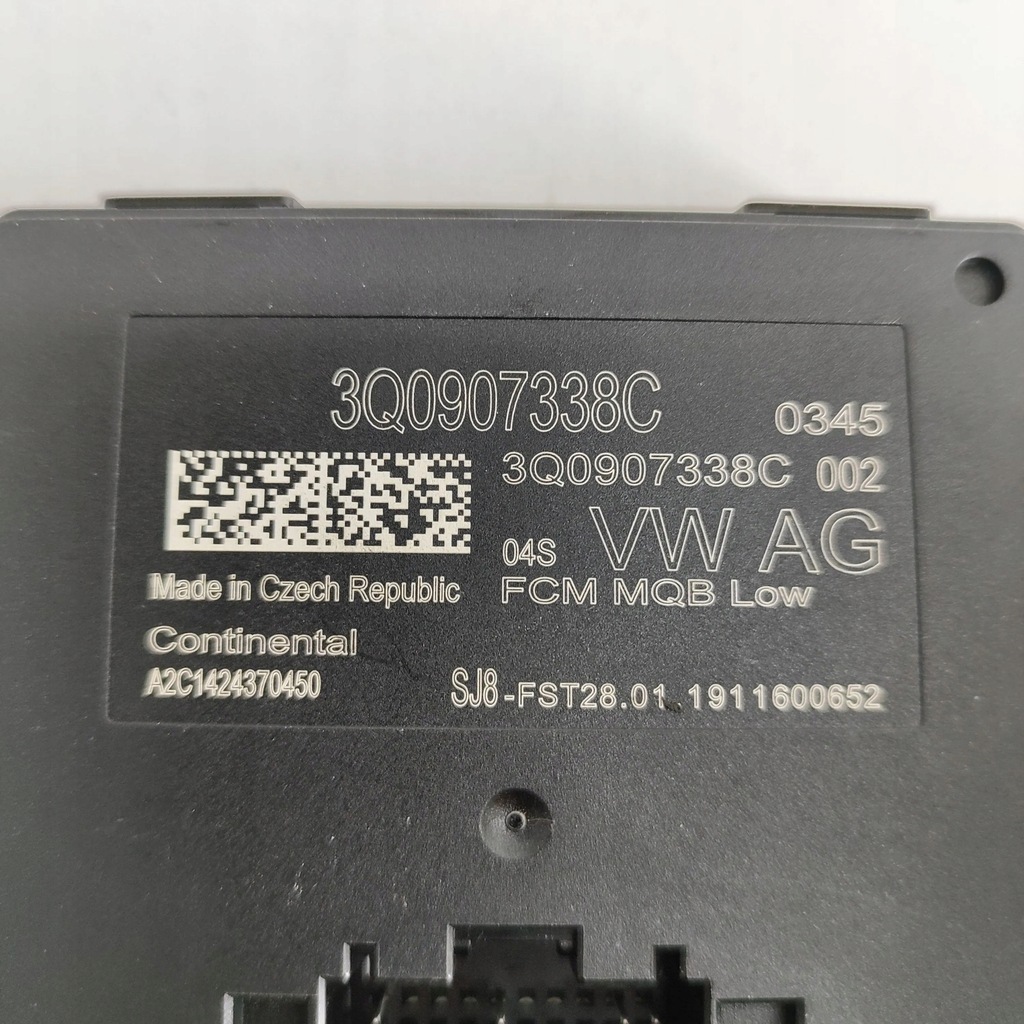 3Q0907338C
0345
3Q0907338C 002
04S VW AG
Made in Czech Republic
FCM MQB Low
Continental
A2C1424370450
SJ8-FST28.01 1911600652